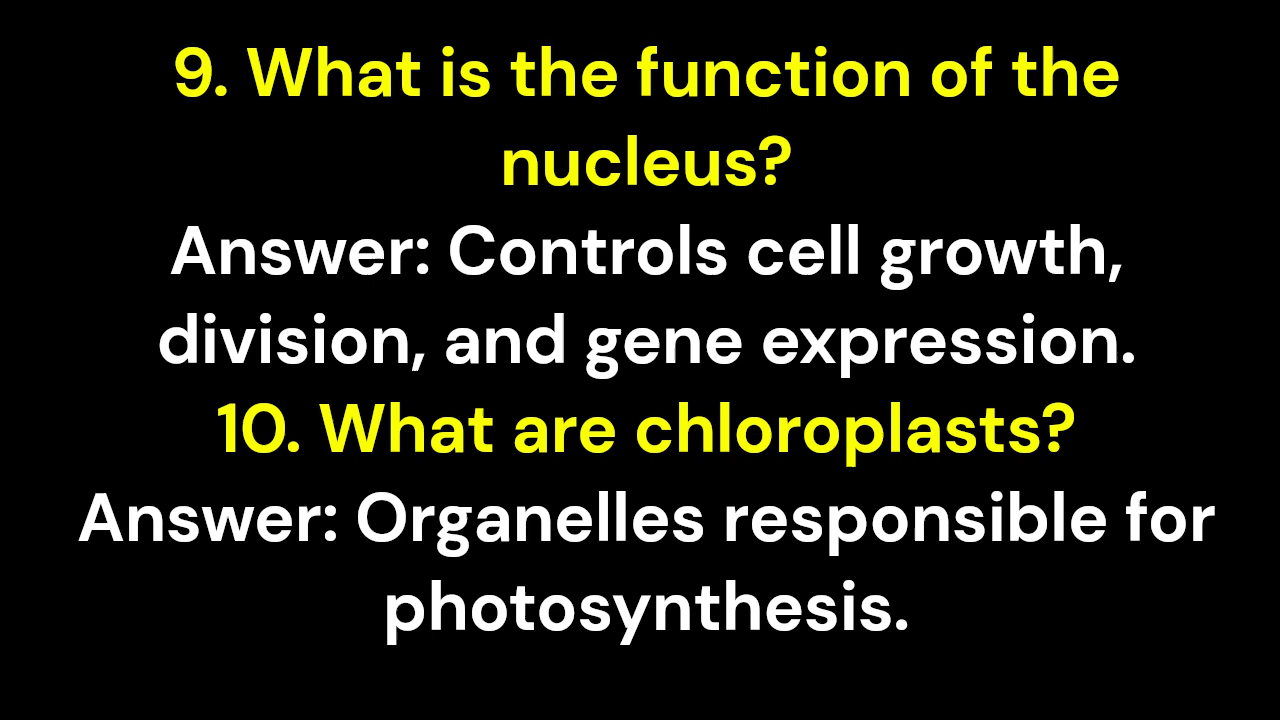 9. What is the function of the
nucleus?
Answer: Controls cell growth,
division, and gene expression.
10. What are chloroplasts?
Answer: Organelles responsible for
photosynthesis.